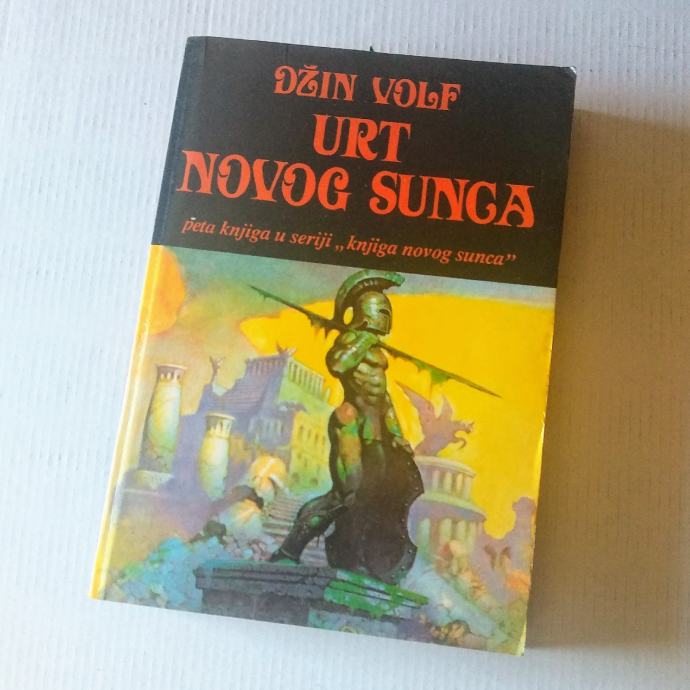 DŽIN VOLF
URT
NOVOG SUNCA
peta knjiga u seriji „knjiga novog sunca”